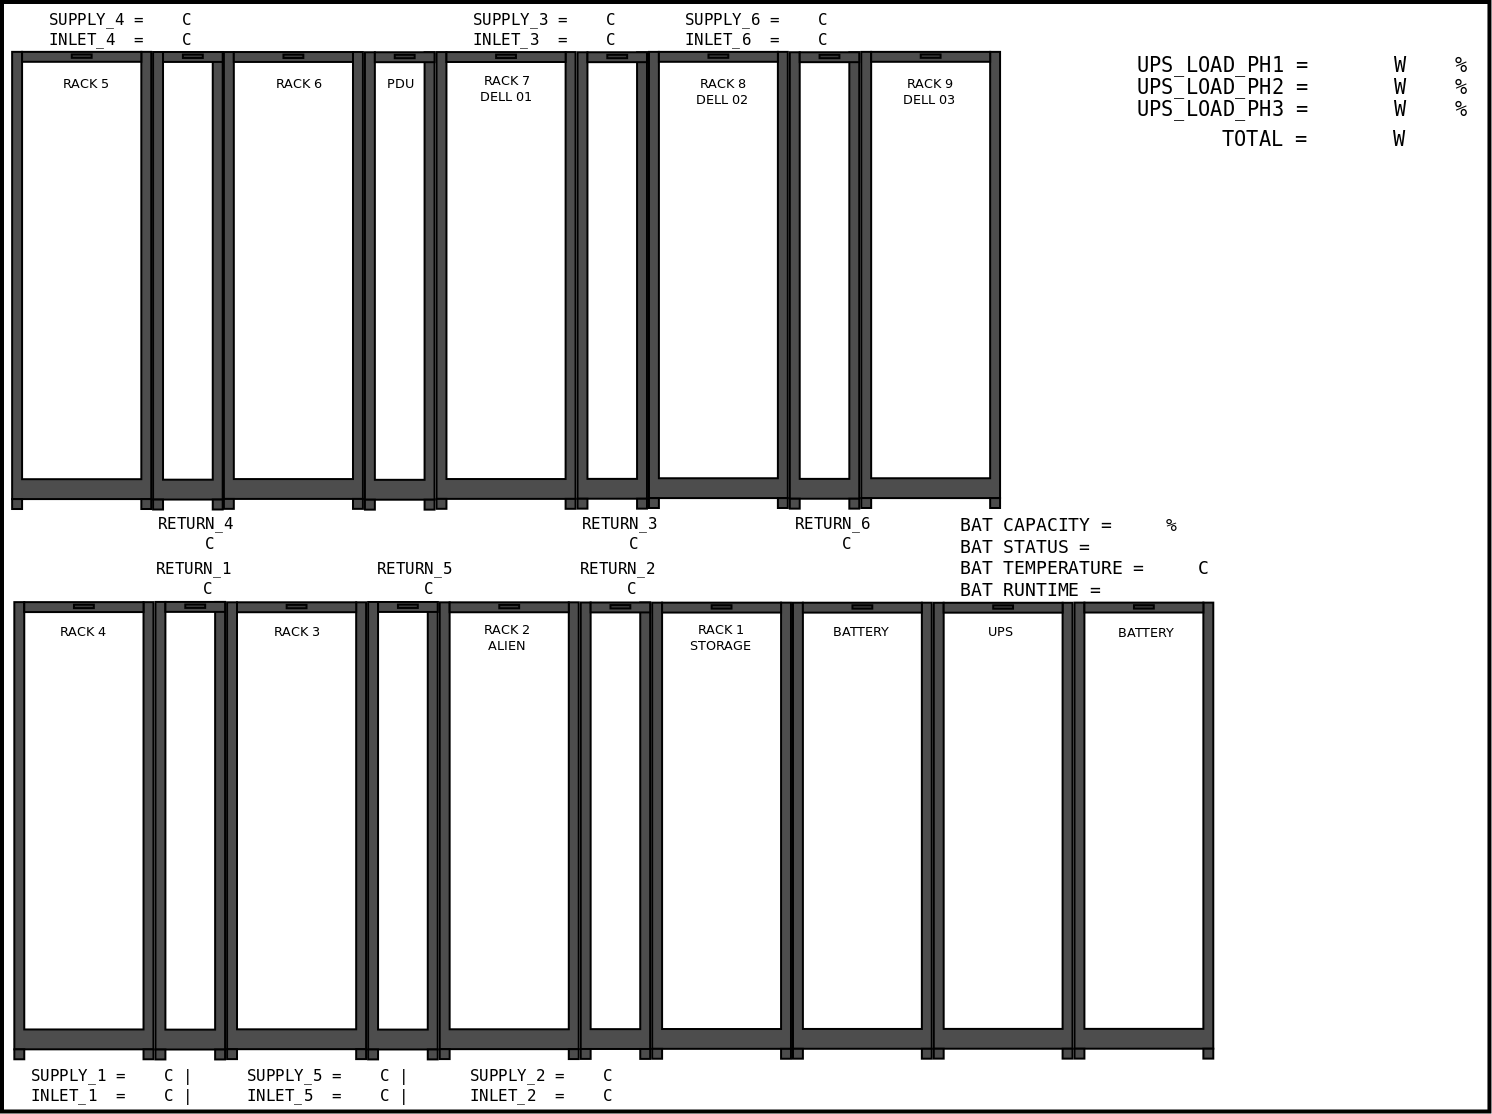 SUPPLY_4 = C SUPPLY_3 = C SUPPLY_6 = C
INLET_4 = C INLET_3 = C INLET_6 = C
UPS_LOAD_PH1 = W %
UPS_LOAD_PH2 = W %
UPS_LOAD_PH3 = W %
TOTAL = W
RACK 5
RACK 6
PDU
RACK 7
DELL 01
RACK 8
DELL 02
RACK 9
DELL 03
RETURN_4
C
RETURN_3
C
RETURN_6
C
BAT CAPACITY = %
BAT STATUS =
BAT TEMPERATURE = C
BAT RUNTIME =
RETURN_1
C
RETURN_5
C
RETURN_2
C
RACK 4
RACK 3
RACK 2
ALIEN
RACK 1
STORAGE
BATTERY
UPS
BATTERY
SUPPLY_1 = C | SUPPLY_5 = C | SUPPLY_2 = C
INLET_1 = C | INLET_5 = C | INLET_2 = C